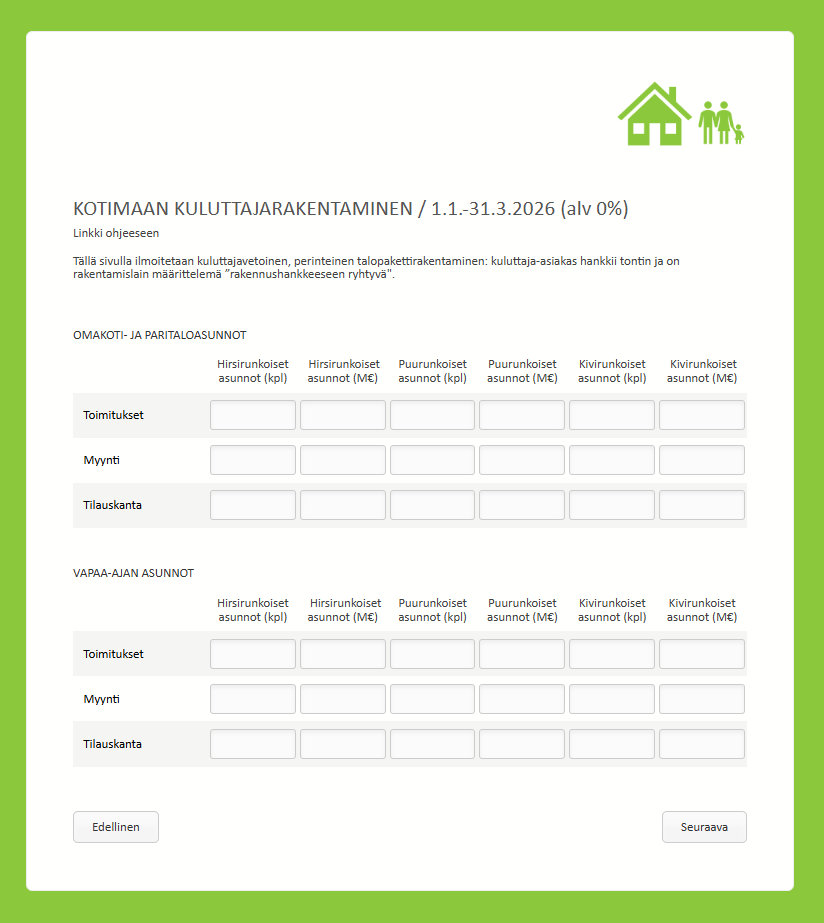 KOTIMAAN KULUTTAJARAKENTAMINEN / 1.1.-31.3.2026 (alv 0%)
Linkki ohjeeseen
Tällä sivulla ilmoitetaan kuluttajavetoinen, perinteinen talopakettirakentaminen: kuluttaja-asiakas hankkii tontin ja on
rakentamislain määrittelemä ”rakennushankkeeseen ryhtyvä".
OMAKOTI- JA PARITALOASUNNOT
Hirsirunkoiset Hirsirunkoiset Puurunkoiset Puurunkoiset Kivirunkoiset Kivirunkoiset
asunnot (kpl) asunnot (M€) asunnot (kpl) asunnot (M€) asunnot (kpl) asunnot (M€)
Toimitukset
Myynti
Tilauskanta
VAPAA-AJAN ASUNNOT
Hirsirunkoiset Hirsirunkoiset Puurunkoiset Puurunkoiset Kivirunkoiset Kivirunkoiset
asunnot (kpl) asunnot (M€) asunnot (kpl) asunnot (M€) asunnot (kpl) asunnot (M€)
Toimitukset
Myynti
Tilauskanta
Edellinen Seuraava